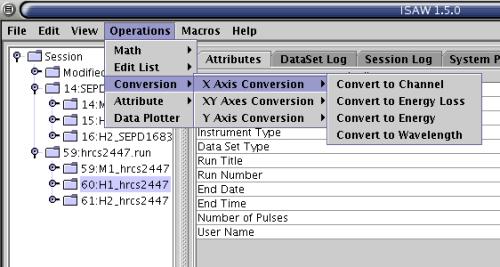 ISAW 1.5.0
File Edit View Operations Macros Help
Session
Modified
14:SEPD
14:M
15:H
16:H2_SEPD1683
59:hrcs2447.run
59:M1_hrcs2447
60:H1_hrcs2447
61:H2_hrcs2447
Math
Edit List
Conversion
Attribute
Data Plotter
X Axis Conversion
XY Axes Conversion
Y Axis Conversion
Convert to Channel
Convert to Energy Loss
Convert to Energy
Convert to Wavelength
Attributes DataSet Log Session Log System P
Instrument Type
Data Set Type
Run Title
Run Number
End Date
End Time
Number of Pulses
User Name